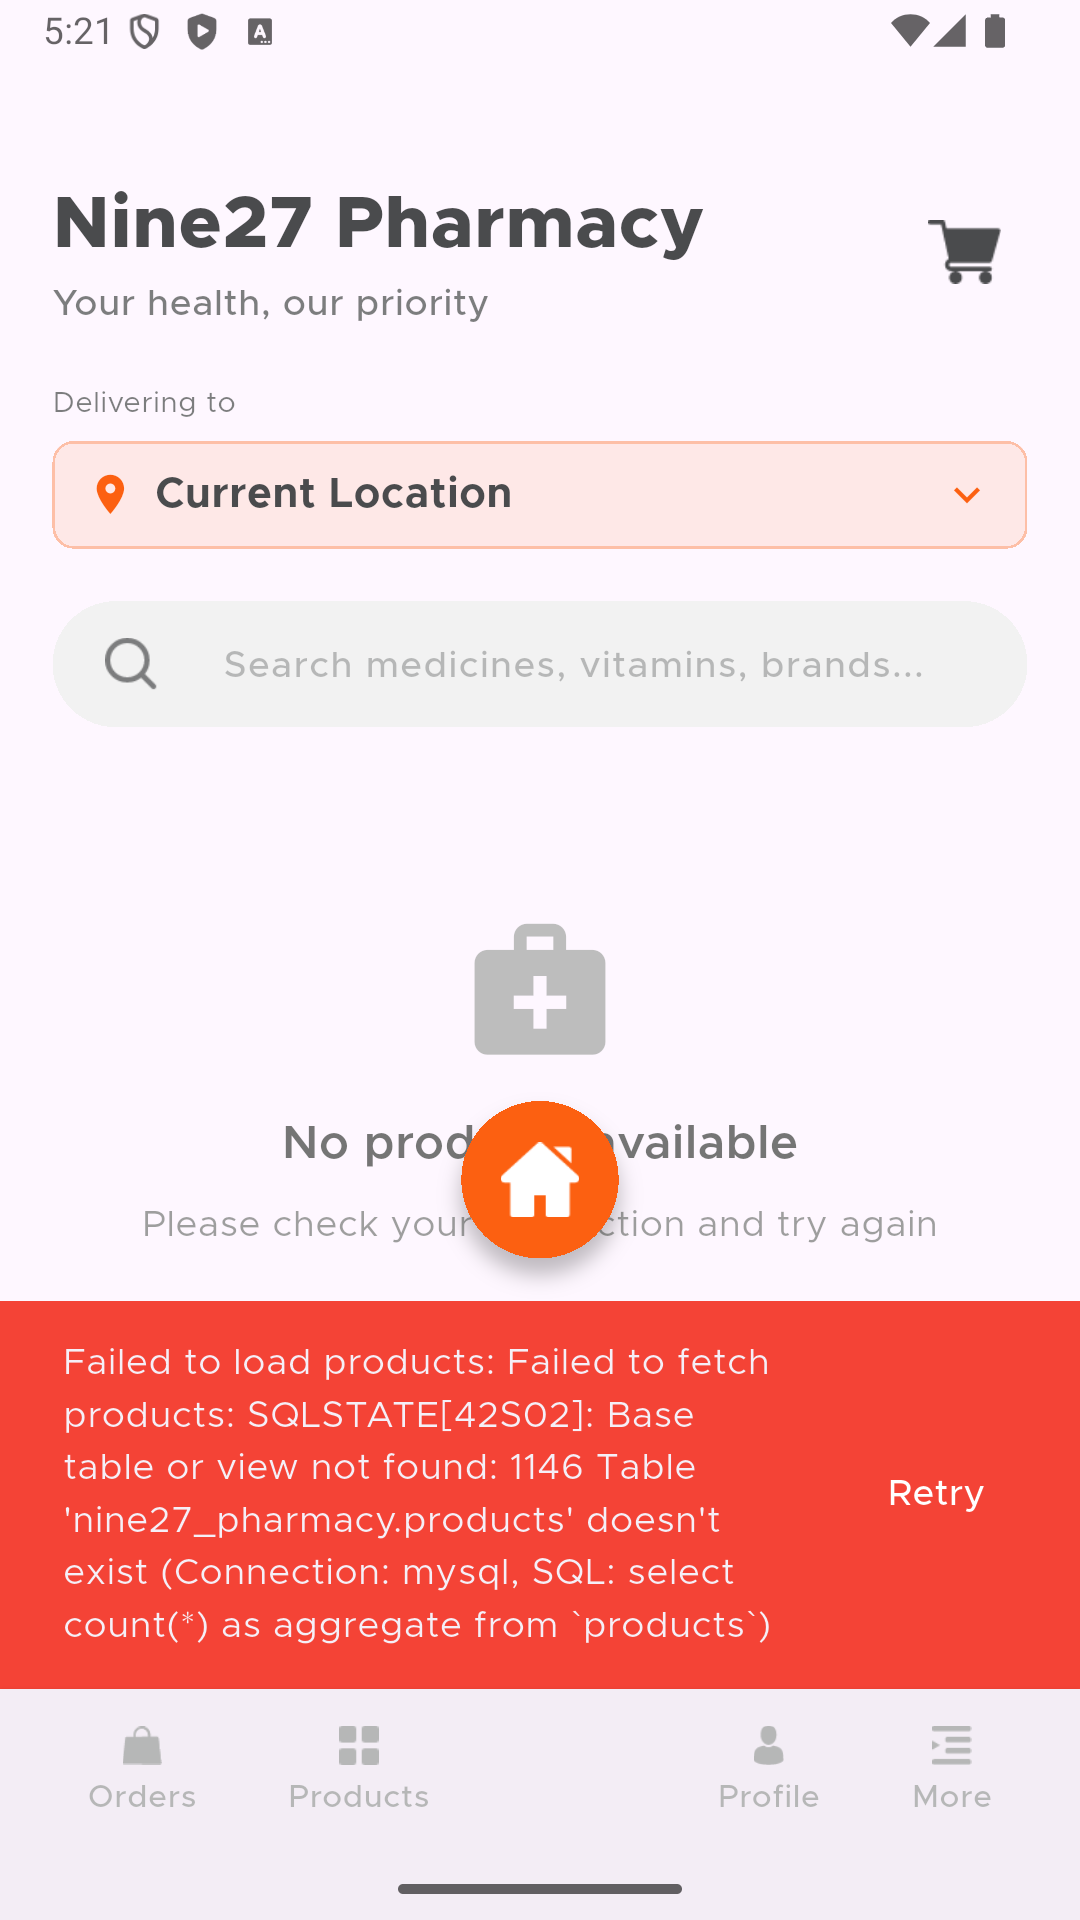 5:21
Nine27 Pharmacy
Your health, our priority
Delivering to
Current Location
Search medicines, vitamins, brands...
No prod vailable
Please check your ction and try again
Failed to load products: Failed to fetch
products: SQLSTATE[42S02]: Base
table or view not found: 1146 Table
'nine27_pharmacy.products' doesn't
exist (Connection: mysql, SQL: select
count(*) as aggregate from `products`)
Retry
Orders
Products
Profile
More